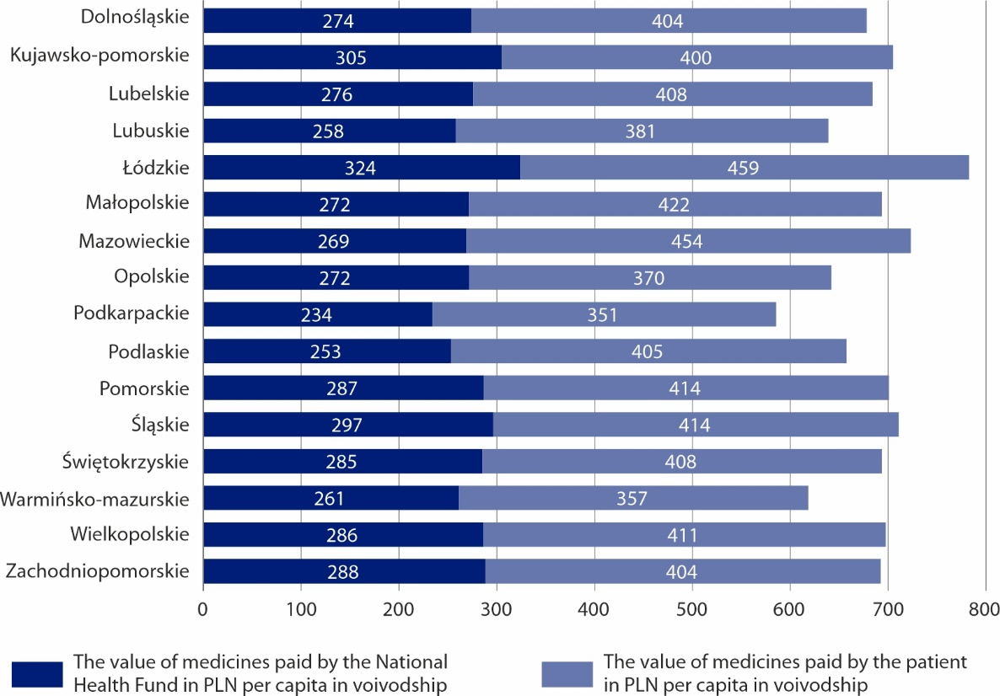 Dolnośląskie 274 404
Kujawsko-pomorskie 305 400
Lubelskie 276 408
Lubuskie 258 381
Łódzkie 324 459
Małopolskie 272 422
Mazowieckie 269 454
Opolskie 272 370
Podkarpackie 234 351
Podlaskie 253 405
Pomorskie 287 414
Śląskie 297 414
Świętokrzyskie 285 408
Warmińsko-mazurskie 261 357
Wielkopolskie 286 411
Zachodniopomorskie 288 404
0 100 200 300 400 500 600 700 800
The value of medicines paid by the National
Health Fund in PLN per capita in voivodship
The value of medicines paid by the patient
in PLN per capita in voivodship